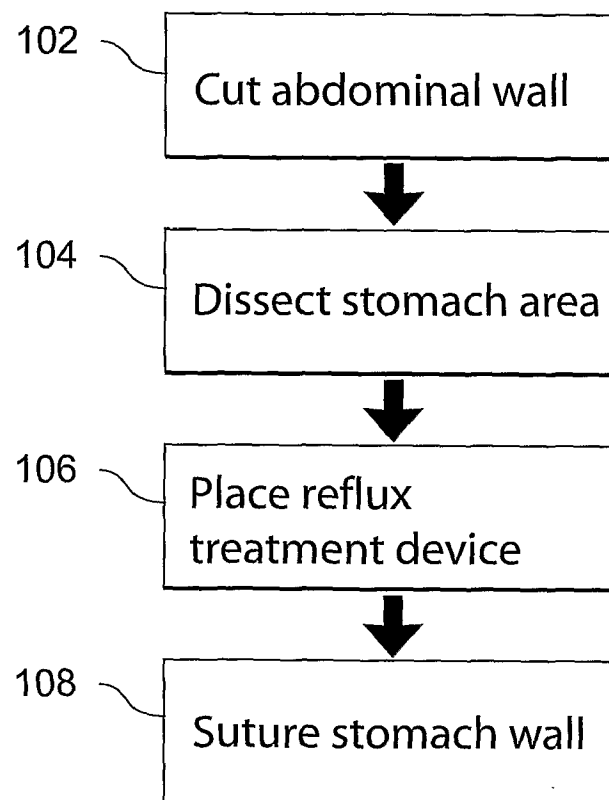 102
Cut abdominal wall
104
Dissect stomach area
106
Place reflux
treatment device
108
Suture stomach wall